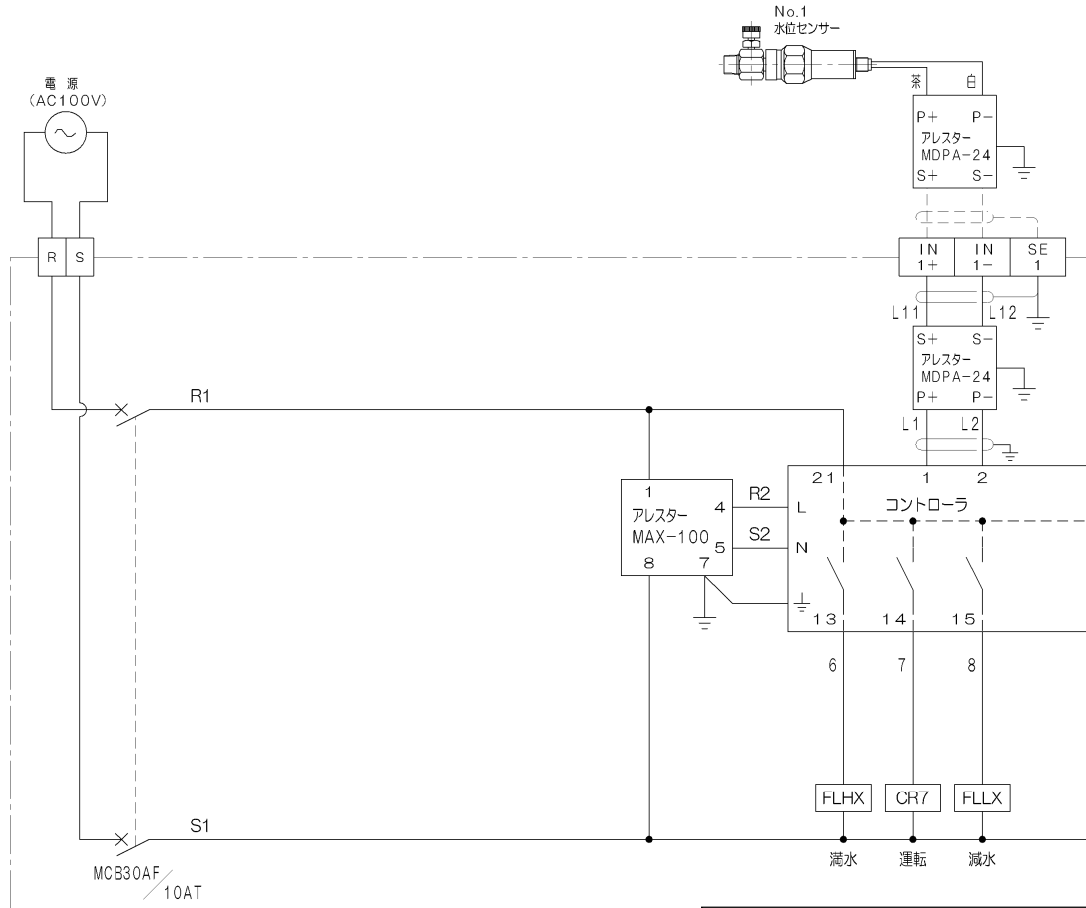 No.1
水位センサー
電源
(AC100V)
茶
白
P+ P-
アレスター
MDPA-24
S+ S-
R S
IN
1+
IN
1-
SE
1
L11 L12
S+ S-
アレスター
MDPA-24
P+ P-
L1 L2
R1
21 1 2
コントローラ
1
アレスター
MAX-100
8
4
5
7
R2
S2
L
N
13 14 15
6 7 8
FLHX CR7 FLLX
S1
MCB30AF/10AT
満水 運転 減水